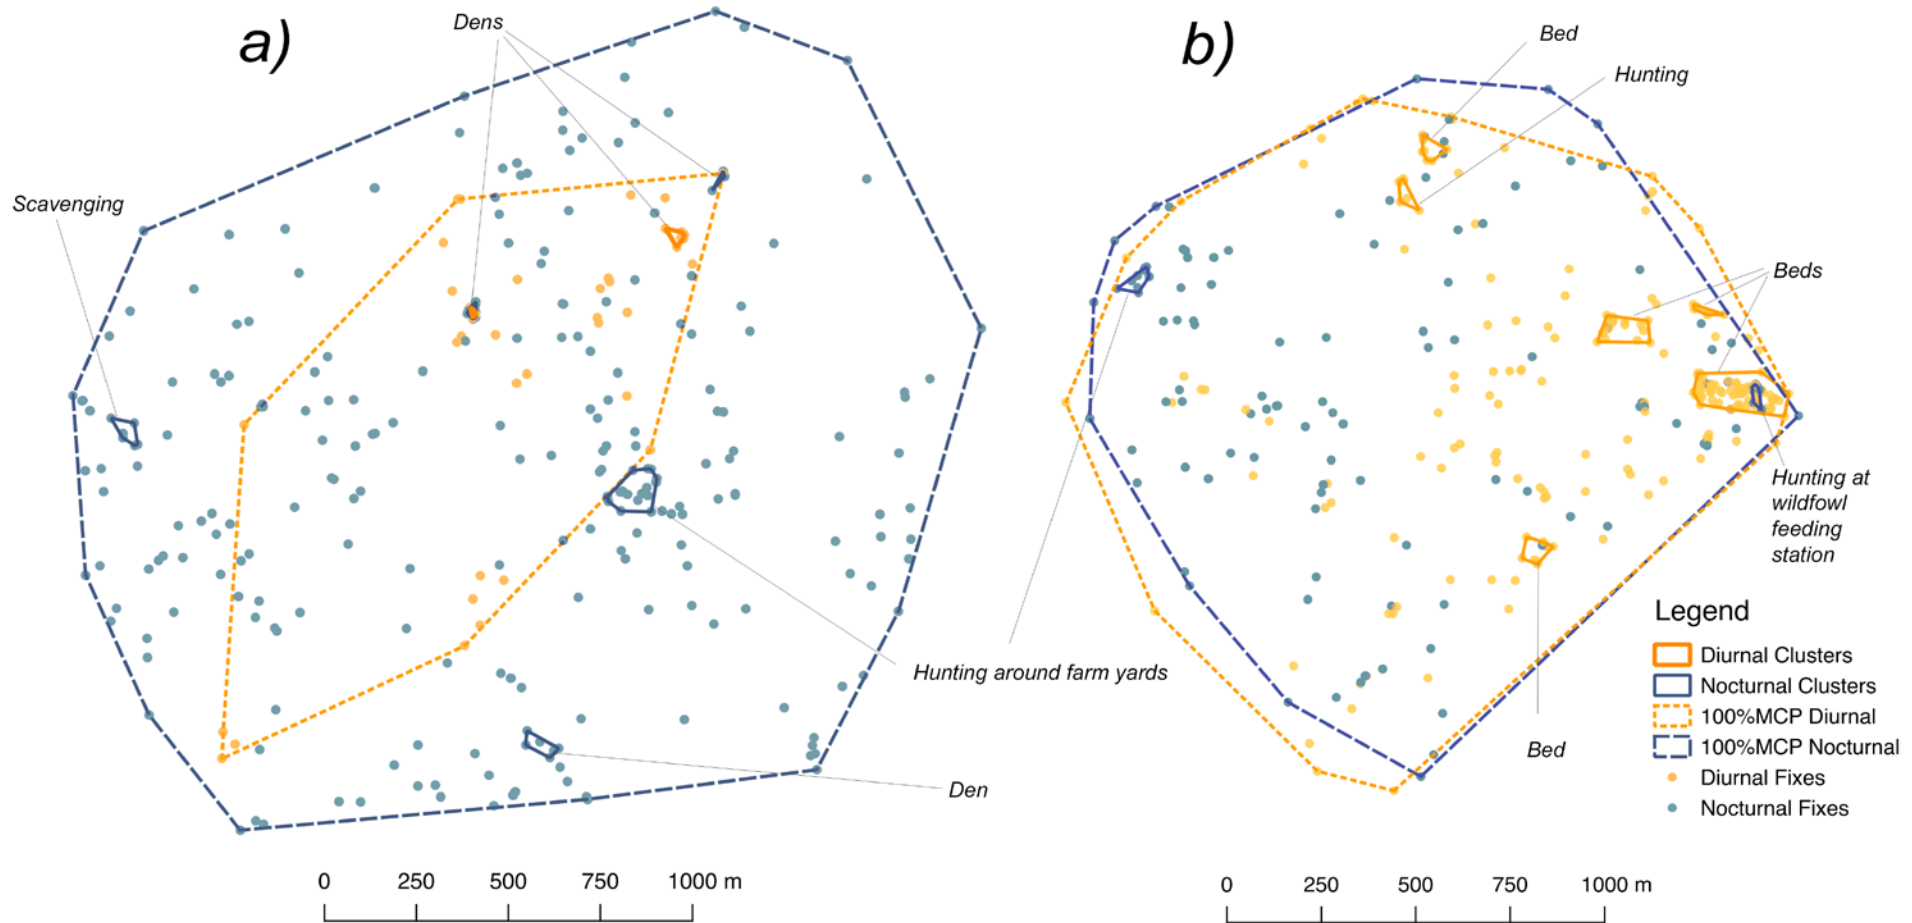 a)
Dens
Scavenging
Hunting around farm yards
Den
0 250 500 750 1000 m
b)
Bed
Hunting
Beds
Hunting at
wildfowl
feeding
station
Bed
Legend
Diurnal Clusters
Nocturnal Clusters
100%MCP Diurnal
100%MCP Nocturnal
Diurnal Fixes
Nocturnal Fixes
0 250 500 750 1000 m